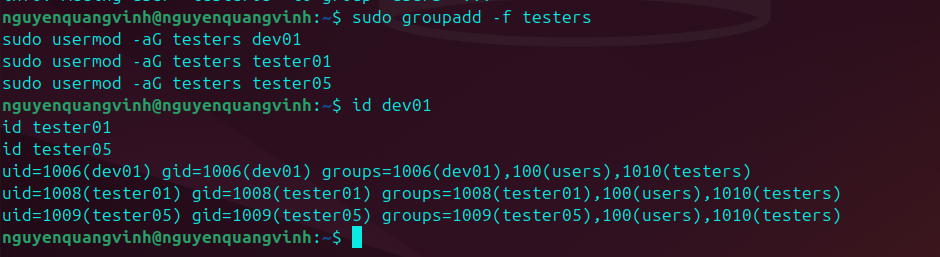 nguyenquangvinh@nguyenquangvinh:~$ sudo groupadd -f testers
sudo usermod -aG testers dev01
sudo usermod -aG testers tester01
sudo usermod -aG testers tester05
nguyenquangvinh@nguyenquangvinh:~$ id dev01
id tester01
id tester05
uid=1006(dev01) gid=1006(dev01) groups=1006(dev01),100(users),1010(testers)
uid=1008(tester01) gid=1008(tester01) groups=1008(tester01),100(users),1010(testers)
uid=1009(tester05) gid=1009(tester05) groups=1009(tester05),100(users),1010(testers)
nguyenquangvinh@nguyenquangvinh:~$